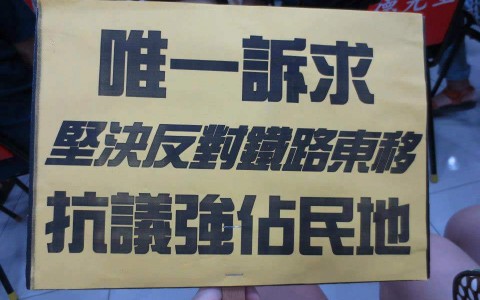 唯一訴求
堅決反對鐵路東移
抗議強佔民地